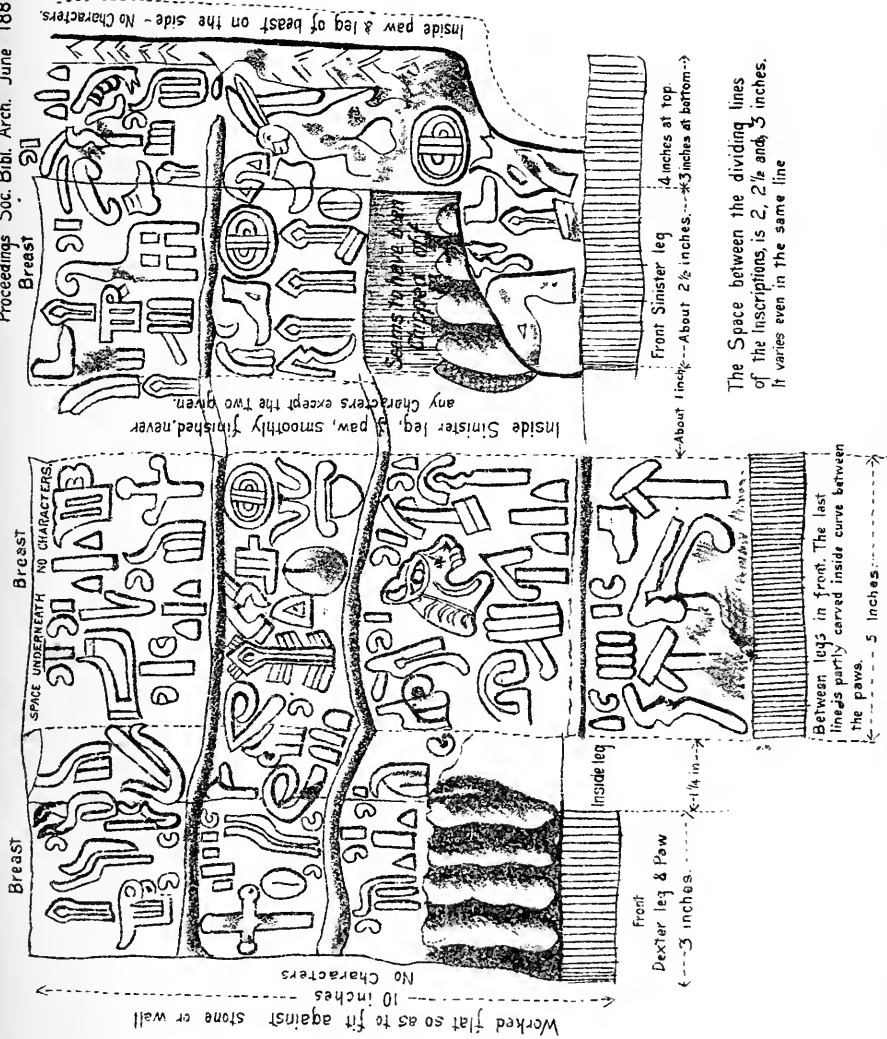 Proceedings Soc. Bibl. Arch. June 188
Breast
Breast
Breast
Inside paw & leg of beast on the side - No Characters.
SPACE UNDERNEATH NO CHARACTERS.
Seems to have been
Chipped off
Inside Sinister leg, & paw, smoothly finished, never
any Characters except the Two given.
Front Sinister leg
4 inches at top.
<--About 1 inch<---About 2½ inches.--*3 inches at bottom-->
The Space between the dividing lines
of the Inscriptions, is 2, 2½ and, 3 inches.
It varies even in the same line
Between legs in front. The last
line is partly carved inside curve between
the paws.
<----- 5 Inches. ----->
Inside leg
<-1¼ in->
Front
Dexter leg & Paw
<---3 inches.------>
No Characters
<--- 10 inches --->
Worked flat so as to fit against stone or wall